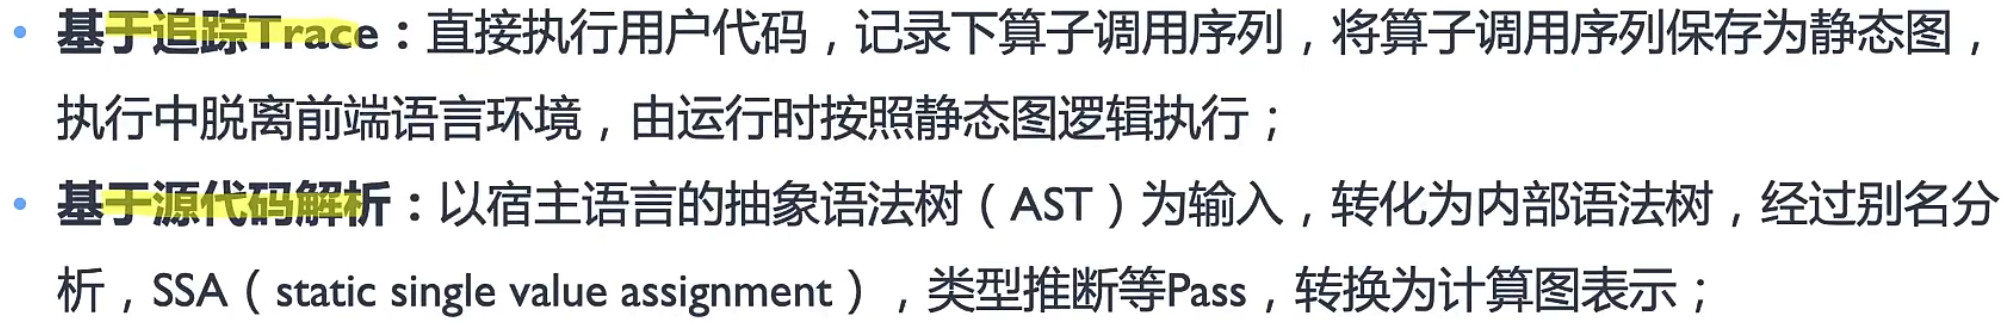 • 基于追踪Trace：直接执行用户代码，记录下算子调用序列，将算子调用序列保存为静态图，
执行中脱离前端语言环境，由运行时按照静态图逻辑执行；
• 基于源代码解析：以宿主语言的抽象语法树（AST）为输入，转化为内部语法树，经过别名分
析，SSA（static single value assignment），类型推断等Pass，转换为计算图表示；